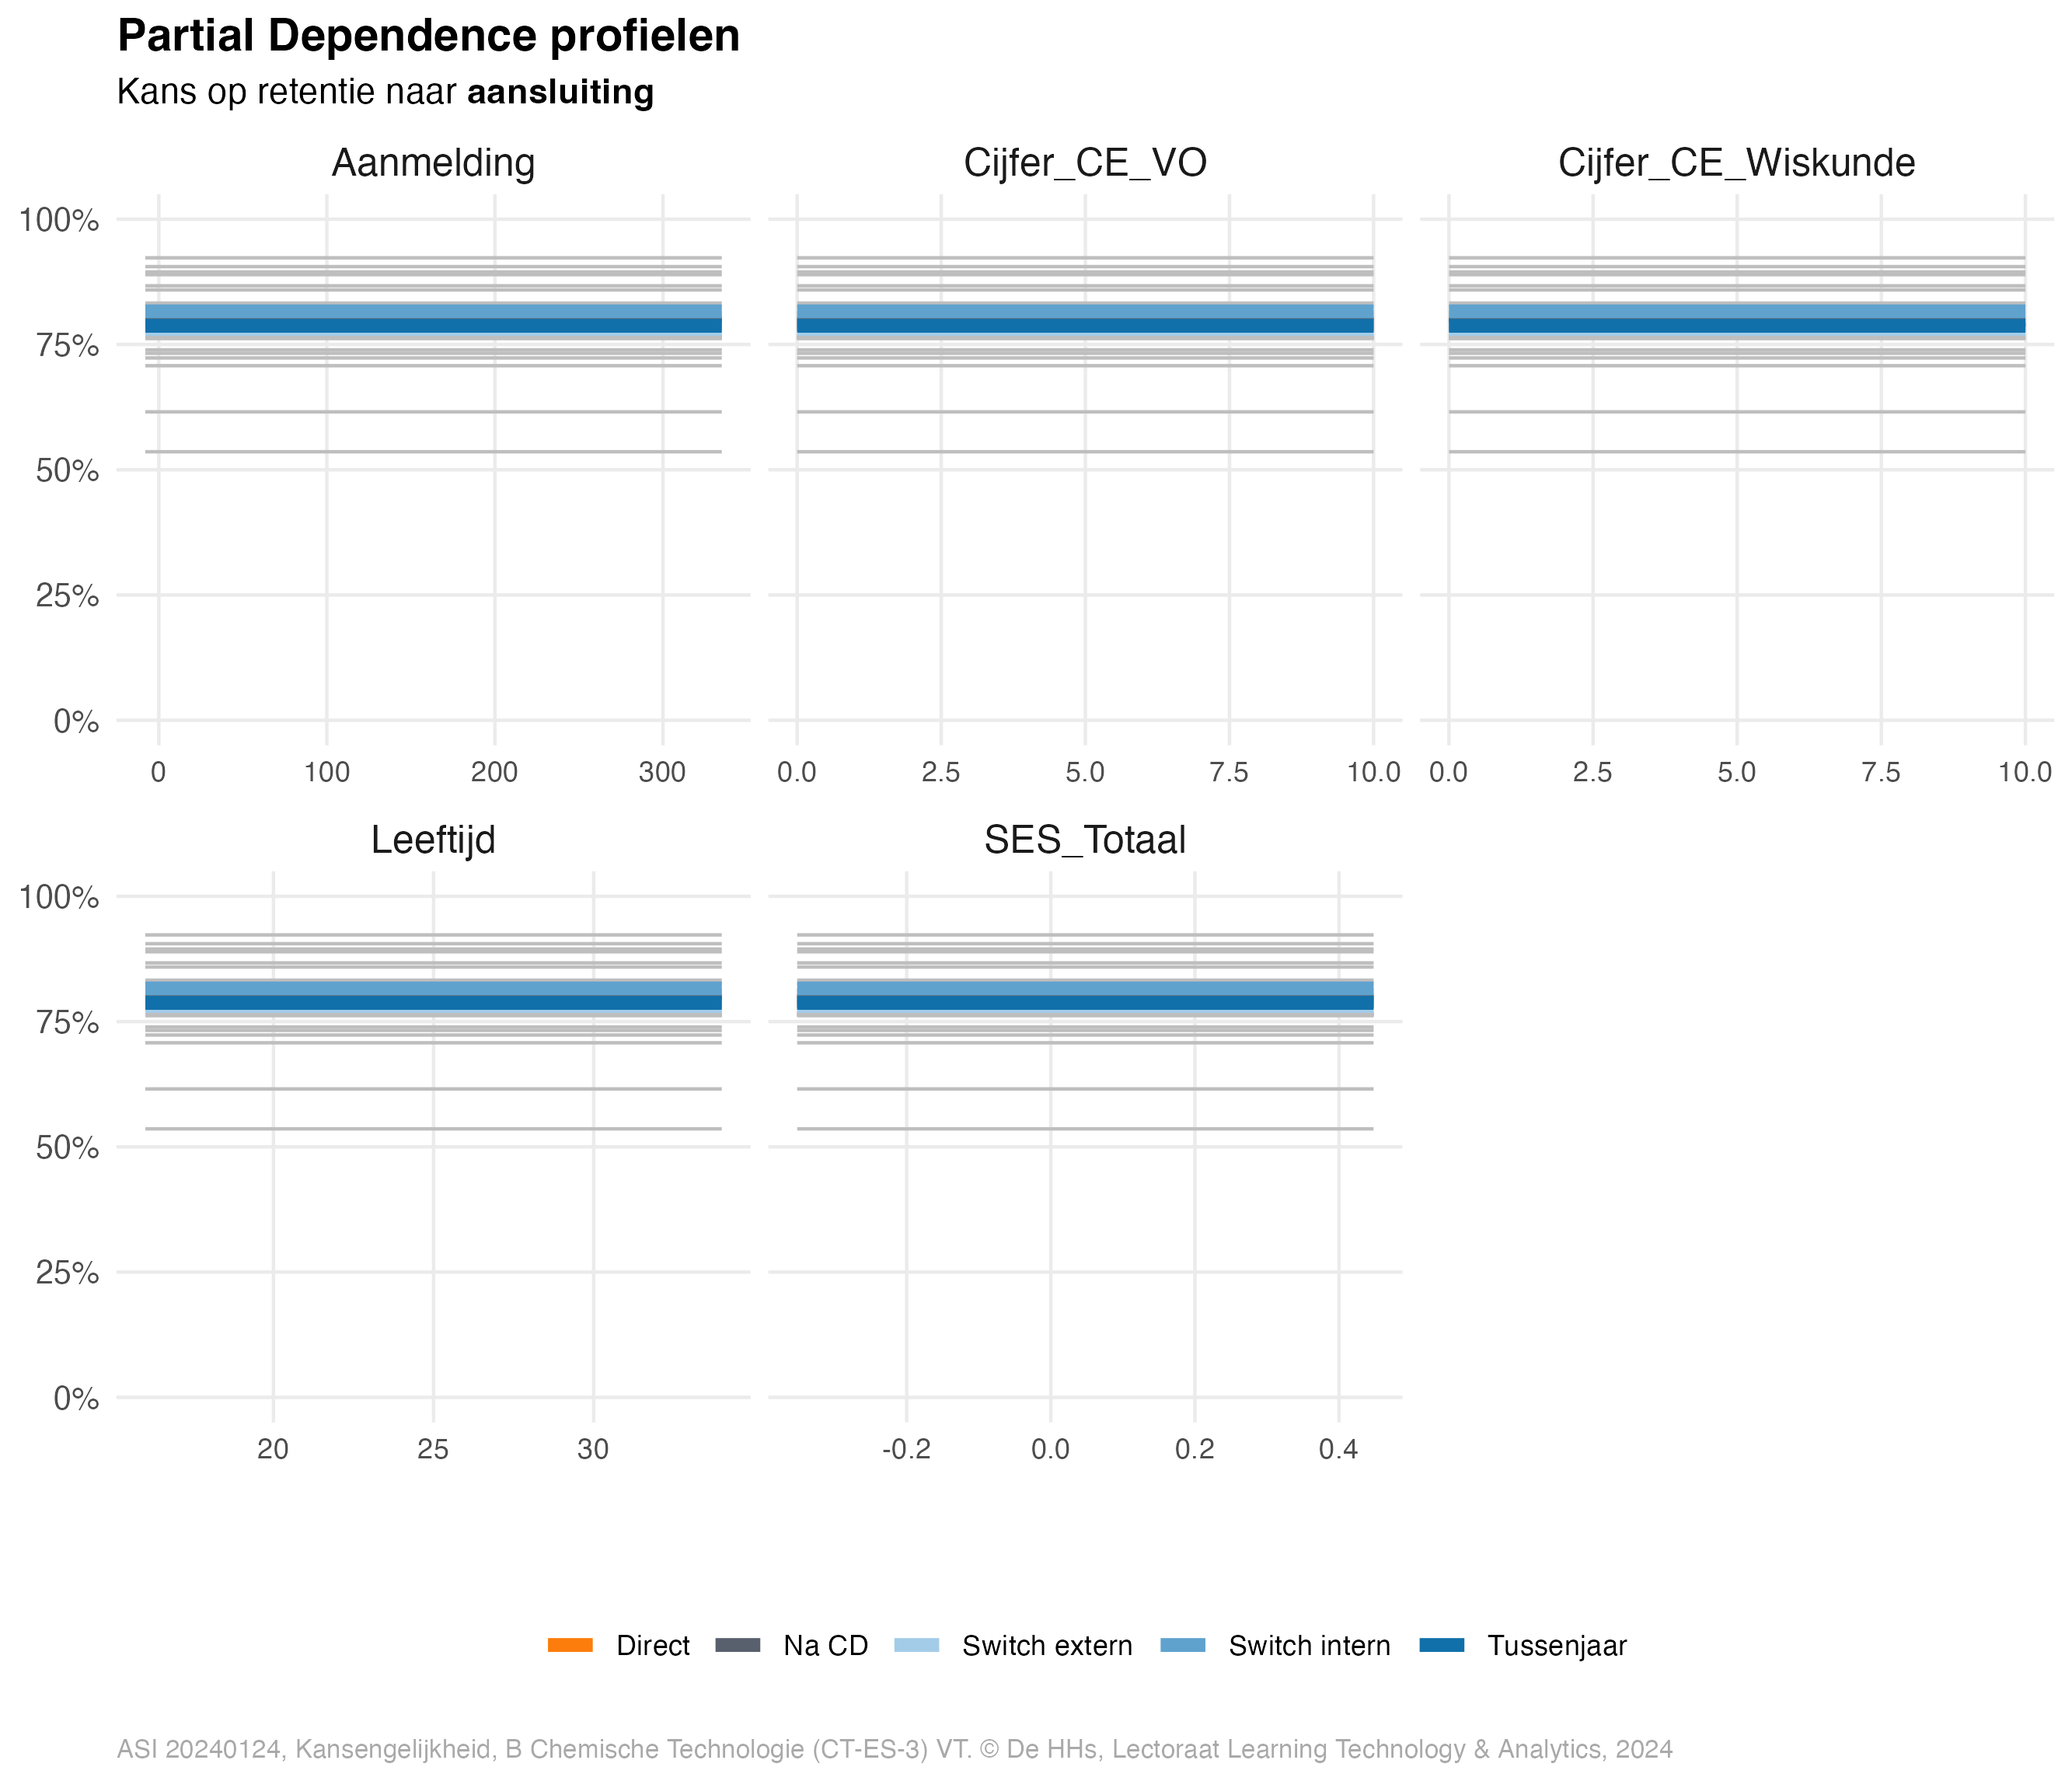 Partial Dependence profielen
Kans op retentie naar aansluiting
Aanmelding Cijfer_CE_VO Cijfer_CE_Wiskunde
100%
75%
50%
25%
0%
0 100 200 300 0.0 2.5 5.0 7.5 10.0 0.0 2.5 5.0 7.5 10.0
Leeftijd SES_Totaal
100%
75%
50%
25%
0%
20 25 30 -0.2 0.0 0.2 0.4
Direct Na CD Switch extern Switch intern Tussenjaar
ASI 20240124, Kansengelijkheid, B Chemische Technologie (CT-ES-3) VT. © De HHs, Lectoraat Learning Technology & Analytics, 2024